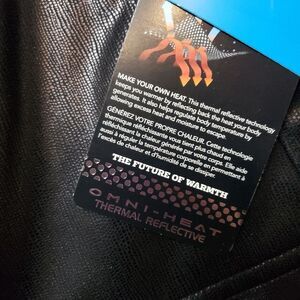 MAKE YOUR OWN HEAT. This thermal reflective technology
keeps you warmer by reflecting back the heat your body
generates. It also helps regulate body temperature by
allowing excess heat and moisture to escape.
GÉNÉREZ VOTRE PROPRE CHALEUR. Cette technologie
thermique réfléchissante vous tient plus chaud en
réfléchissant la chaleur générée par votre corps. Elle aide
aussi à réguler la température corporelle en permettant à
l'excès de chaleur et d'humidité de se dissiper.
THE FUTURE OF WARMTH
OMNI-HEAT
THERMAL REFLECTIVE